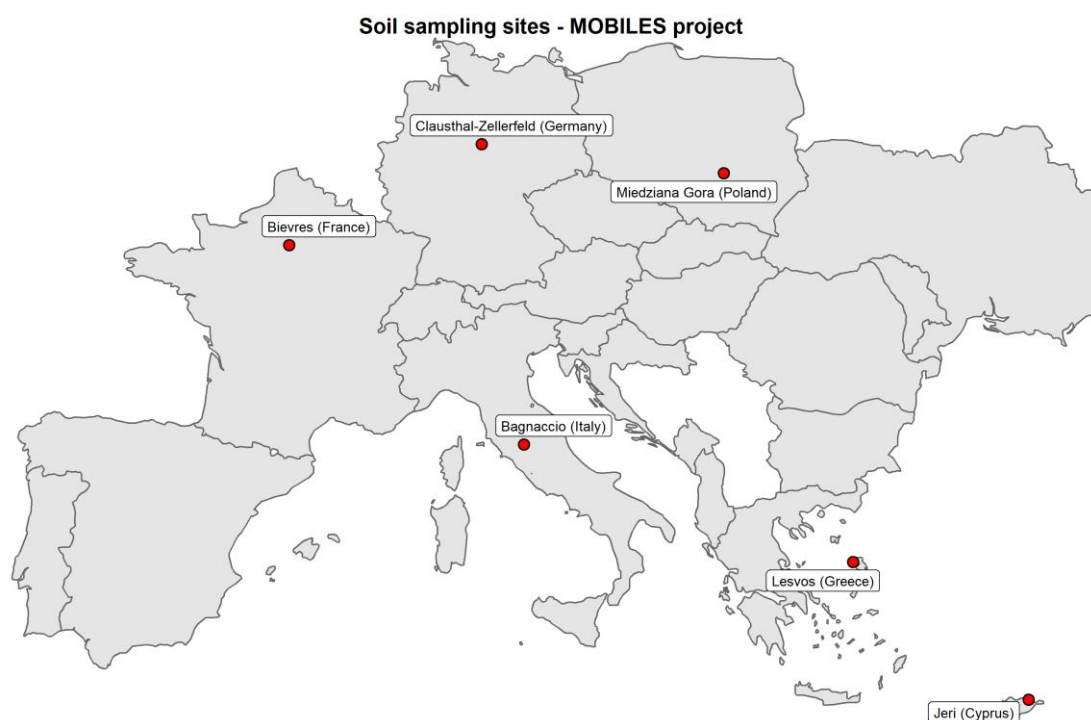 Soil sampling sites - MOBILES project
Clausthal-Zellerfeld (Germany)
Miedziana Gora (Poland)
Bievres (France)
Bagnaccio (Italy)
Lesvos (Greece)
Jeri (Cyprus)